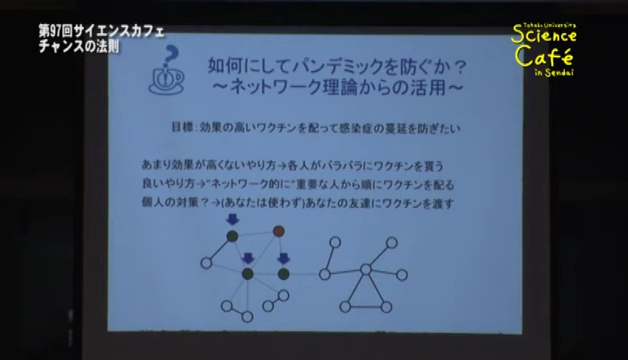 第97回サイエンスカフェ
チャンスの法則
Tohoku University
Science
Café
in Sendai
如何にしてパンデミックを防ぐか？
～ネットワーク理論からの活用～
目標：効果の高いワクチンを配って感染症の蔓延を防ぎたい
あまり効果が高くないやり方→各人がバラバラにワクチンを貰う
良いやり方→“ネットワーク的に”重要な人から順にワクチンを配る
個人の対策？→(あなたは使わず)あなたの友達にワクチンを渡す